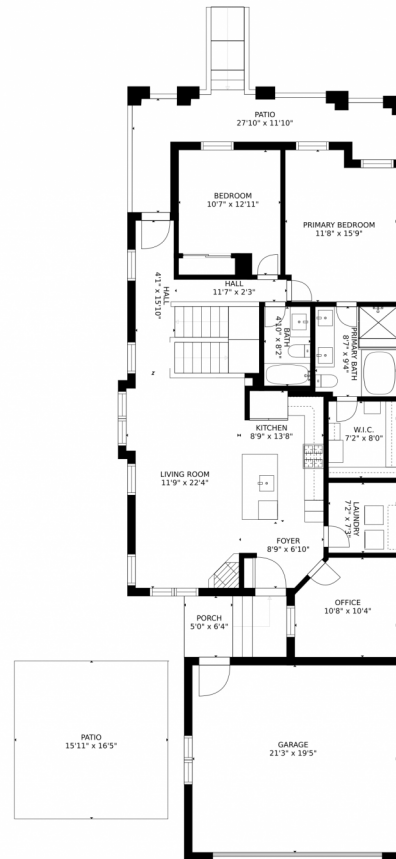 PATIO
27'10" x 11'10"
BEDROOM
10'7" x 12'11"
PRIMARY BEDROOM
11'8" x 15'9"
HALL
11'7" x 2'3"
HALL
4'1" x 15'10"
BATH
4'10" x 8'2"
PRIMARY BATH
8'7" x 9'4"
KITCHEN
8'9" x 13'8"
W.I.C.
7'2" x 8'0"
LIVING ROOM
11'9" x 22'4"
LAUNDRY
7'2" x 7'3"
FOYER
8'9" x 6'10"
OFFICE
10'8" x 10'4"
PORCH
5'0" x 6'4"
PATIO
15'11" x 16'5"
GARAGE
21'3" x 19'5"